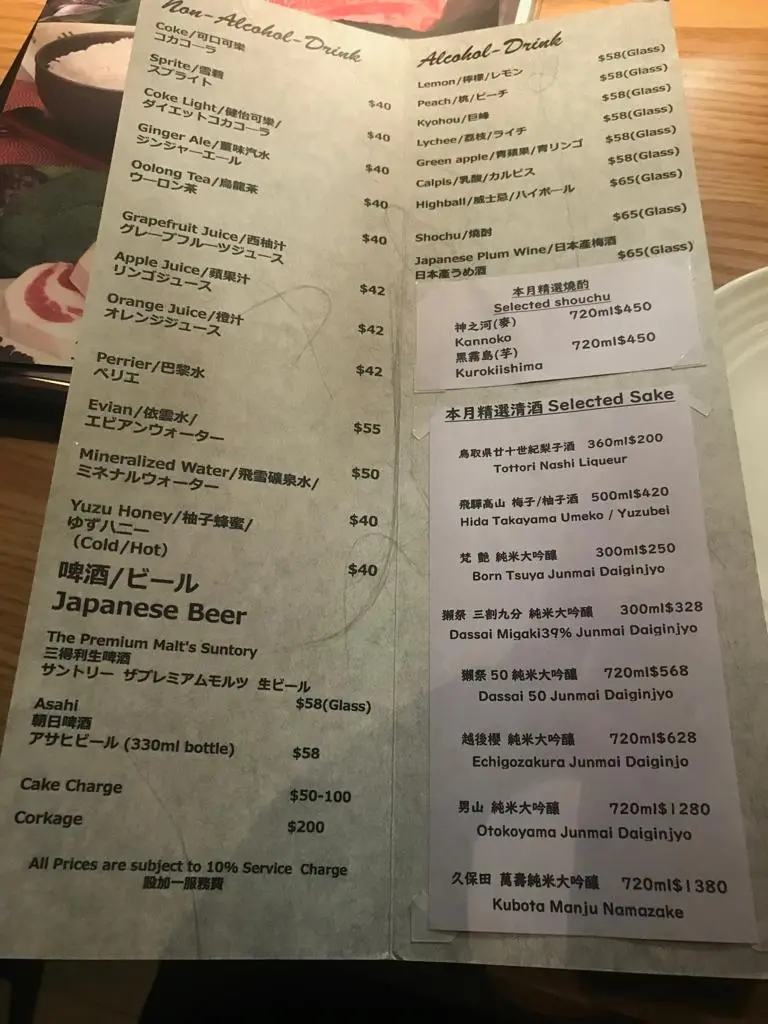 Non-Alcohol-Drink
Coke/可口可樂
コカコーラ
$40
Sprite/雪碧
スプライト
$40
Coke Light/健怡可樂/
ダイエットコカコーラ
$40
Ginger Ale/薑味汽水
ジンジャーエール
$40
Oolong Tea/烏龍茶
ウーロン茶
$40
Grapefruit Juice/西柚汁
グレープフルーツジュース
$42
Apple Juice/蘋果汁
リンゴジュース
$42
Orange Juice/橙汁
オレンジジュース
$42
Perrier/巴黎水
ペリエ
$55
Evian/依雲水/
エビアンウォーター
$50
Mineralized Water/飛雪礦泉水/
ミネナルウォーター
$40
Yuzu Honey/柚子蜂蜜/
ゆずハニー
(Cold/Hot)
$40
啤酒/ビール
Japanese Beer
The Premium Malt's Suntory
三得利生啤酒
サントリー ザプレミアムモルツ 生ビール
$58(Glass)
Asahi
朝日啤酒
アサヒビール (330ml bottle)
$58
Cake Charge
$50-100
Corkage
$200
All Prices are subject to 10% Service Charge
設加一服務費
Alcohol-Drink
Lemon/檸檬/レモン $58(Glass)
Peach/桃/ピーチ $58(Glass)
Kyohou/巨峰 $58(Glass)
Lychee/荔枝/ライチ $58(Glass)
Green apple/青蘋果/青リンゴ $58(Glass)
Calpis/乳酸/カルピス $58(Glass)
Highball/威士忌/ハイボール $65(Glass)
Shochu/燒酎 $65(Glass)
Japanese Plum Wine/日本產梅酒
日本産うめ酒 $65(Glass)
本月精選燒酌
Selected shouchu
神之河(麥) 720ml$450
Kannoko
黑霧島(芋) 720ml$450
Kurokiishima
本月精選清酒 Selected Sake
鳥取県廿十世紀梨子酒 360ml$200
Tottori Nashi Liqueur
飛騨高山 梅子/柚子酒 500ml$420
Hida Takayama Umeko / Yuzubei
梵 艷 純米大吟釀 300ml$250
Born Tsuya Junmai Daiginjyo
獺祭 三割九分 純米大吟釀 300ml$328
Dassai Migaki39% Junmai Daiginjyo
獺祭 50 純米大吟釀 720ml$568
Dassai 50 Junmai Daiginjyo
越後櫻 純米大吟釀 720ml$628
Echigozakura Junmai Daiginjo
男山 純米大吟釀 720ml$1280
Otokoyama Junmai Daiginjyo
久保田 萬壽純米大吟釀 720ml$1380
Kubota Manju Namazake